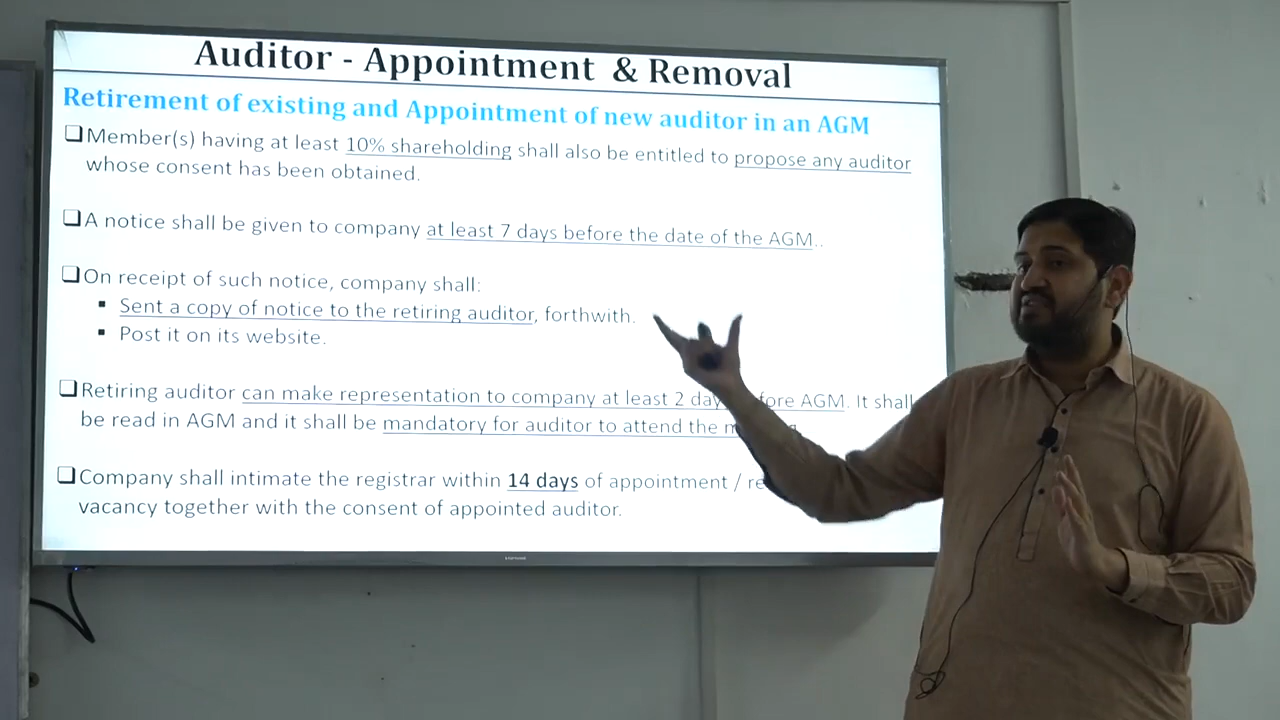 Auditor - Appointment & Removal
Retirement of existing and Appointment of new auditor in an AGM
❑Member(s) having at least 10% shareholding shall also be entitled to propose any auditor
whose consent has been obtained.
❑A notice shall be given to company at least 7 days before the date of the AGM..
❑On receipt of such notice, company shall:
▪ Sent a copy of notice to the retiring auditor, forthwith.
▪ Post it on its website.
❑Retiring auditor can make representation to company at least 2 AGM. It shall
be read in AGM and it shall be mandatory for auditor to attend the
❑Company shall intimate the registrar within 14 days of appointment /
vacancy together with the consent of appointed auditor.